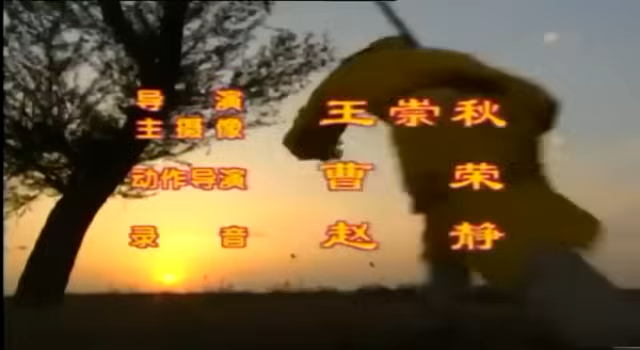 导演
主摄像 王崇秋
动作导演 曹荣
录音 赵静